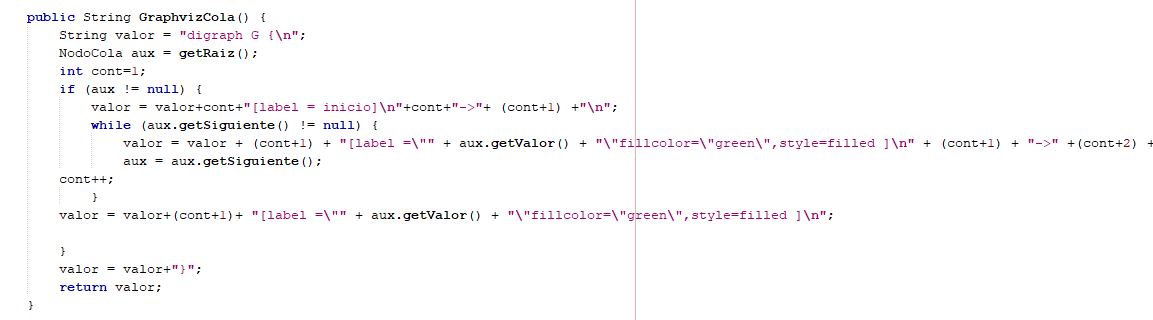 public String GraphvizCola() {
    String valor = "digraph G {\n";
    NodoCola aux = getRaiz();
    int cont=1;
    if (aux != null) {
        valor = valor+cont+"[label = inicio]\n"+cont+"->"+ (cont+1) +"\n";
        while (aux.getSiguiente() != null) {
            valor = valor + (cont+1) + "[label =\"" + aux.getValor() + "\"fillcolor=\"green\",style=filled ]\n" + (cont+1) + "->" +(cont+2) +
            aux = aux.getSiguiente();
    cont++;
        }
    valor = valor+(cont+1)+ "[label =\"" + aux.getValor() + "\"fillcolor=\"green\",style=filled ]\n";
    }
    valor = valor+"}";
    return valor;
}